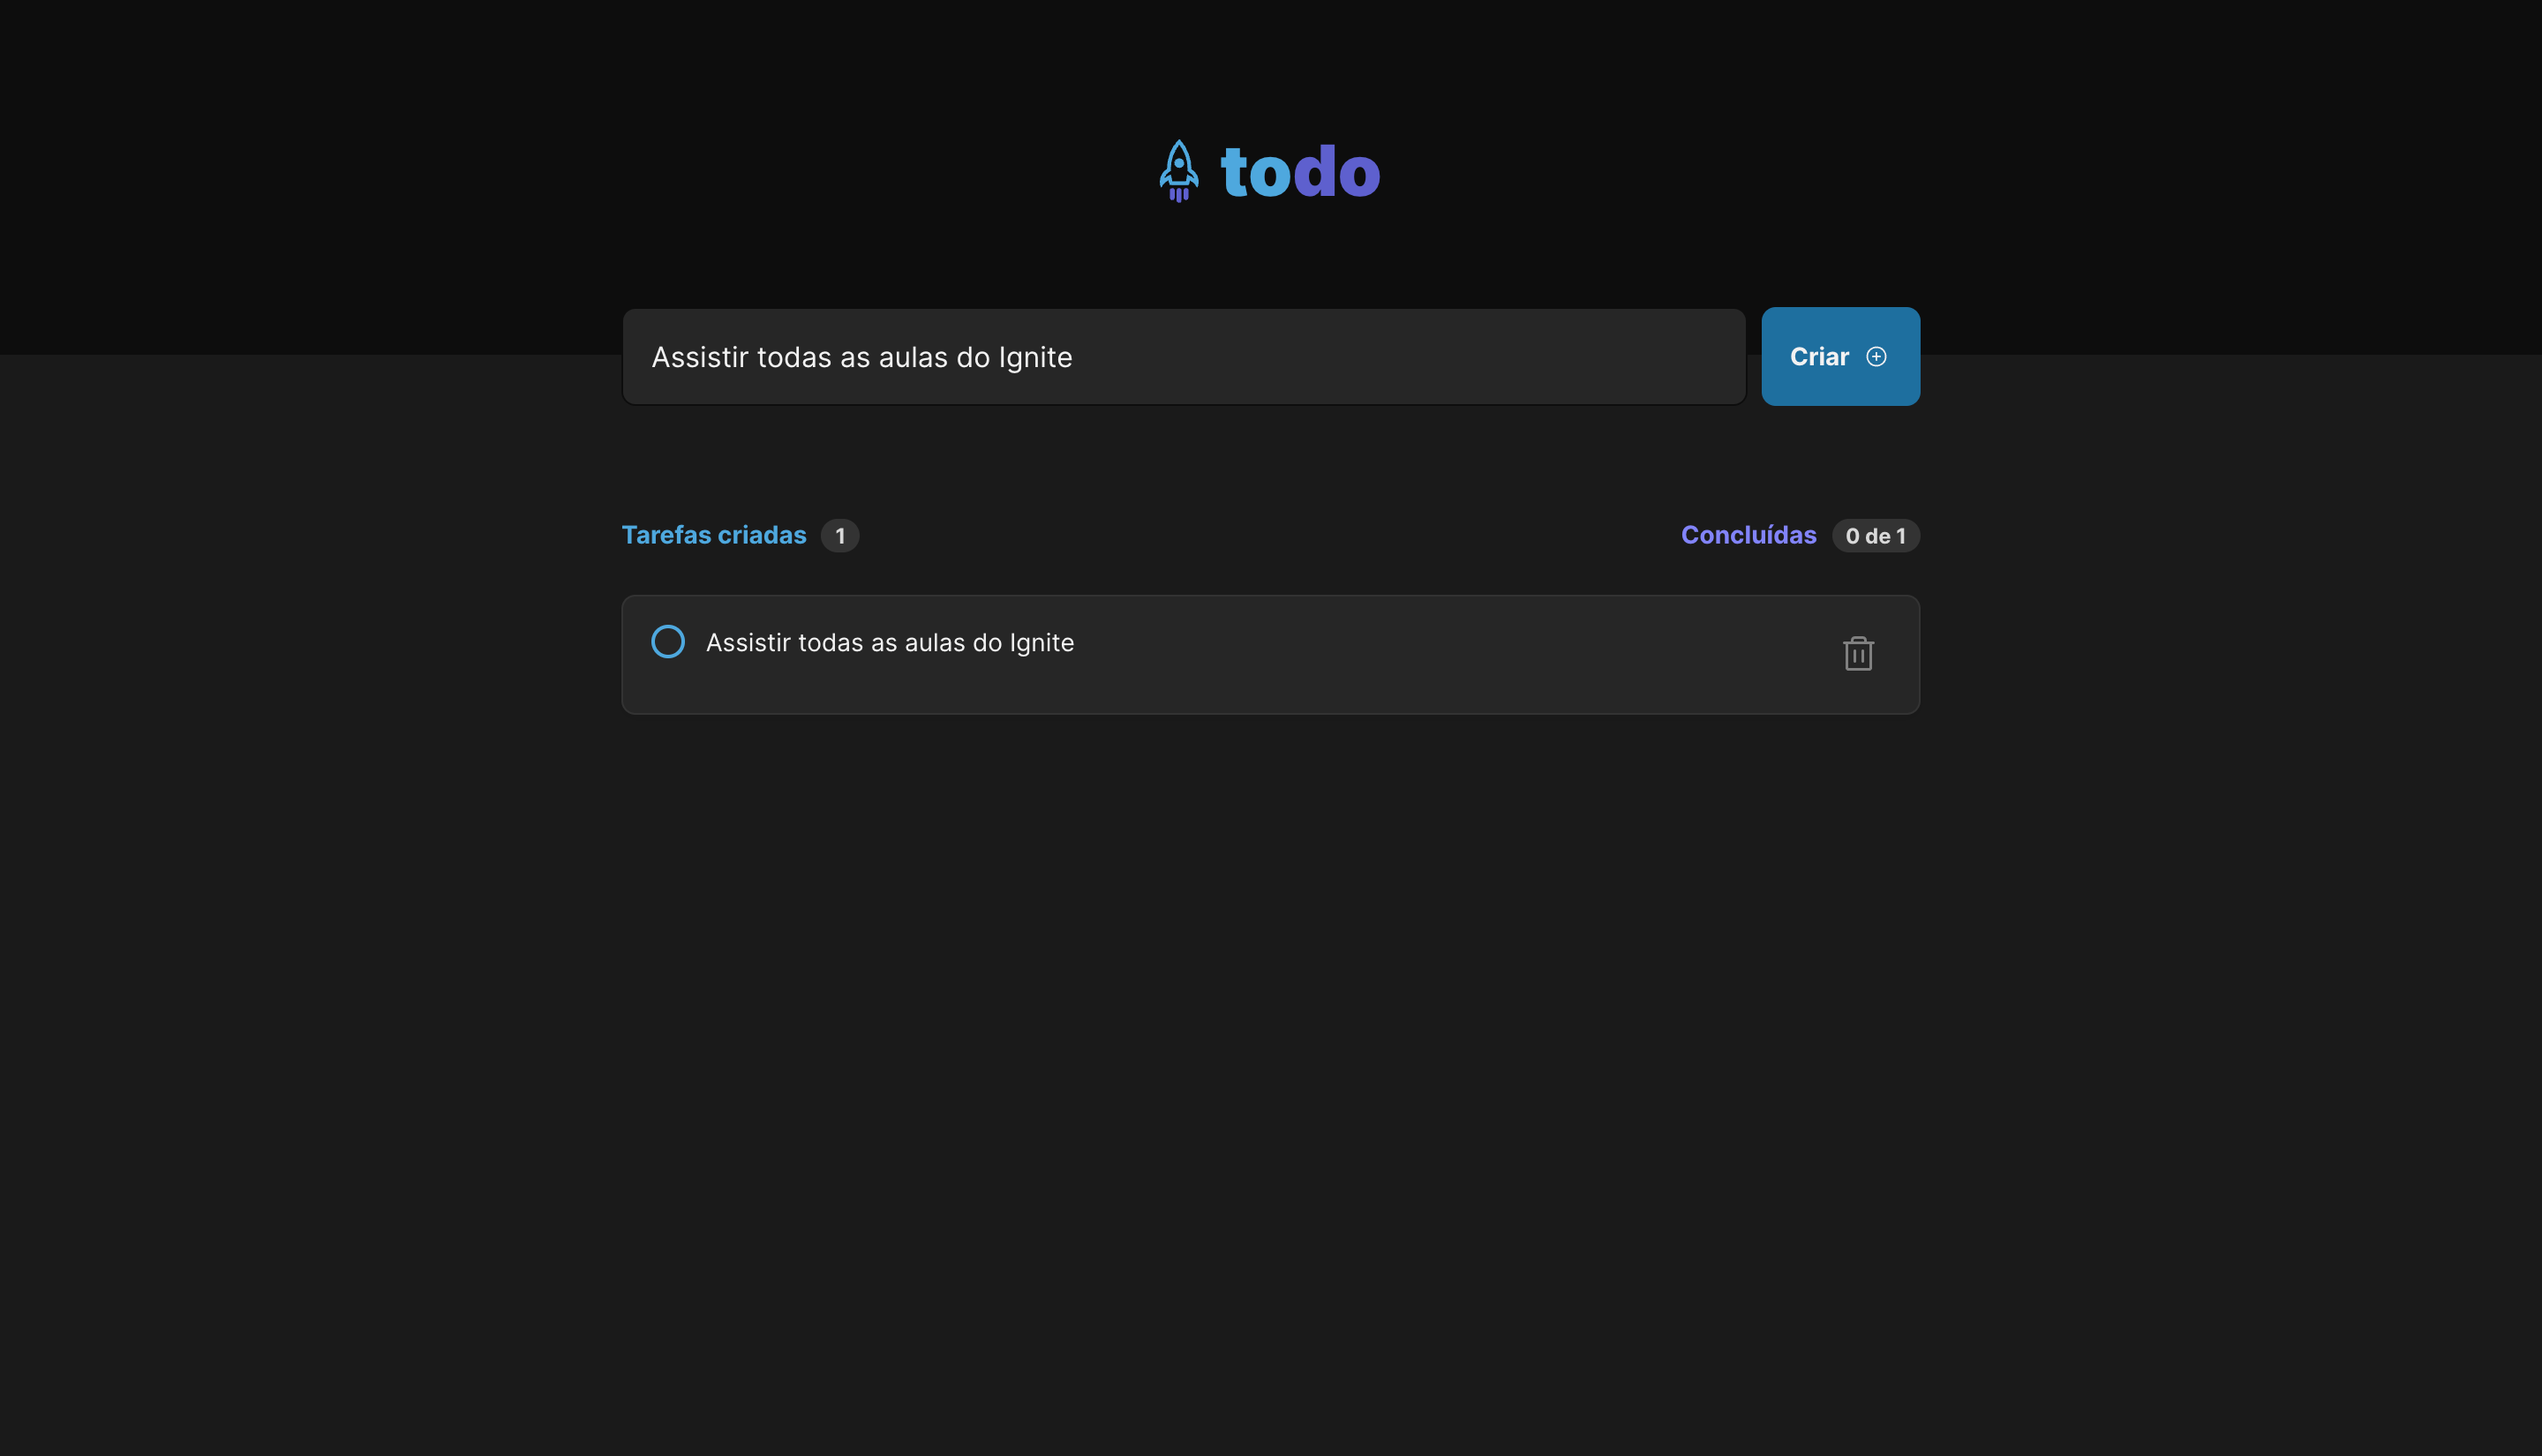 todo
Assistir todas as aulas do Ignite
Criar
Tarefas criadas 1
Concluídas 0 de 1
Assistir todas as aulas do Ignite